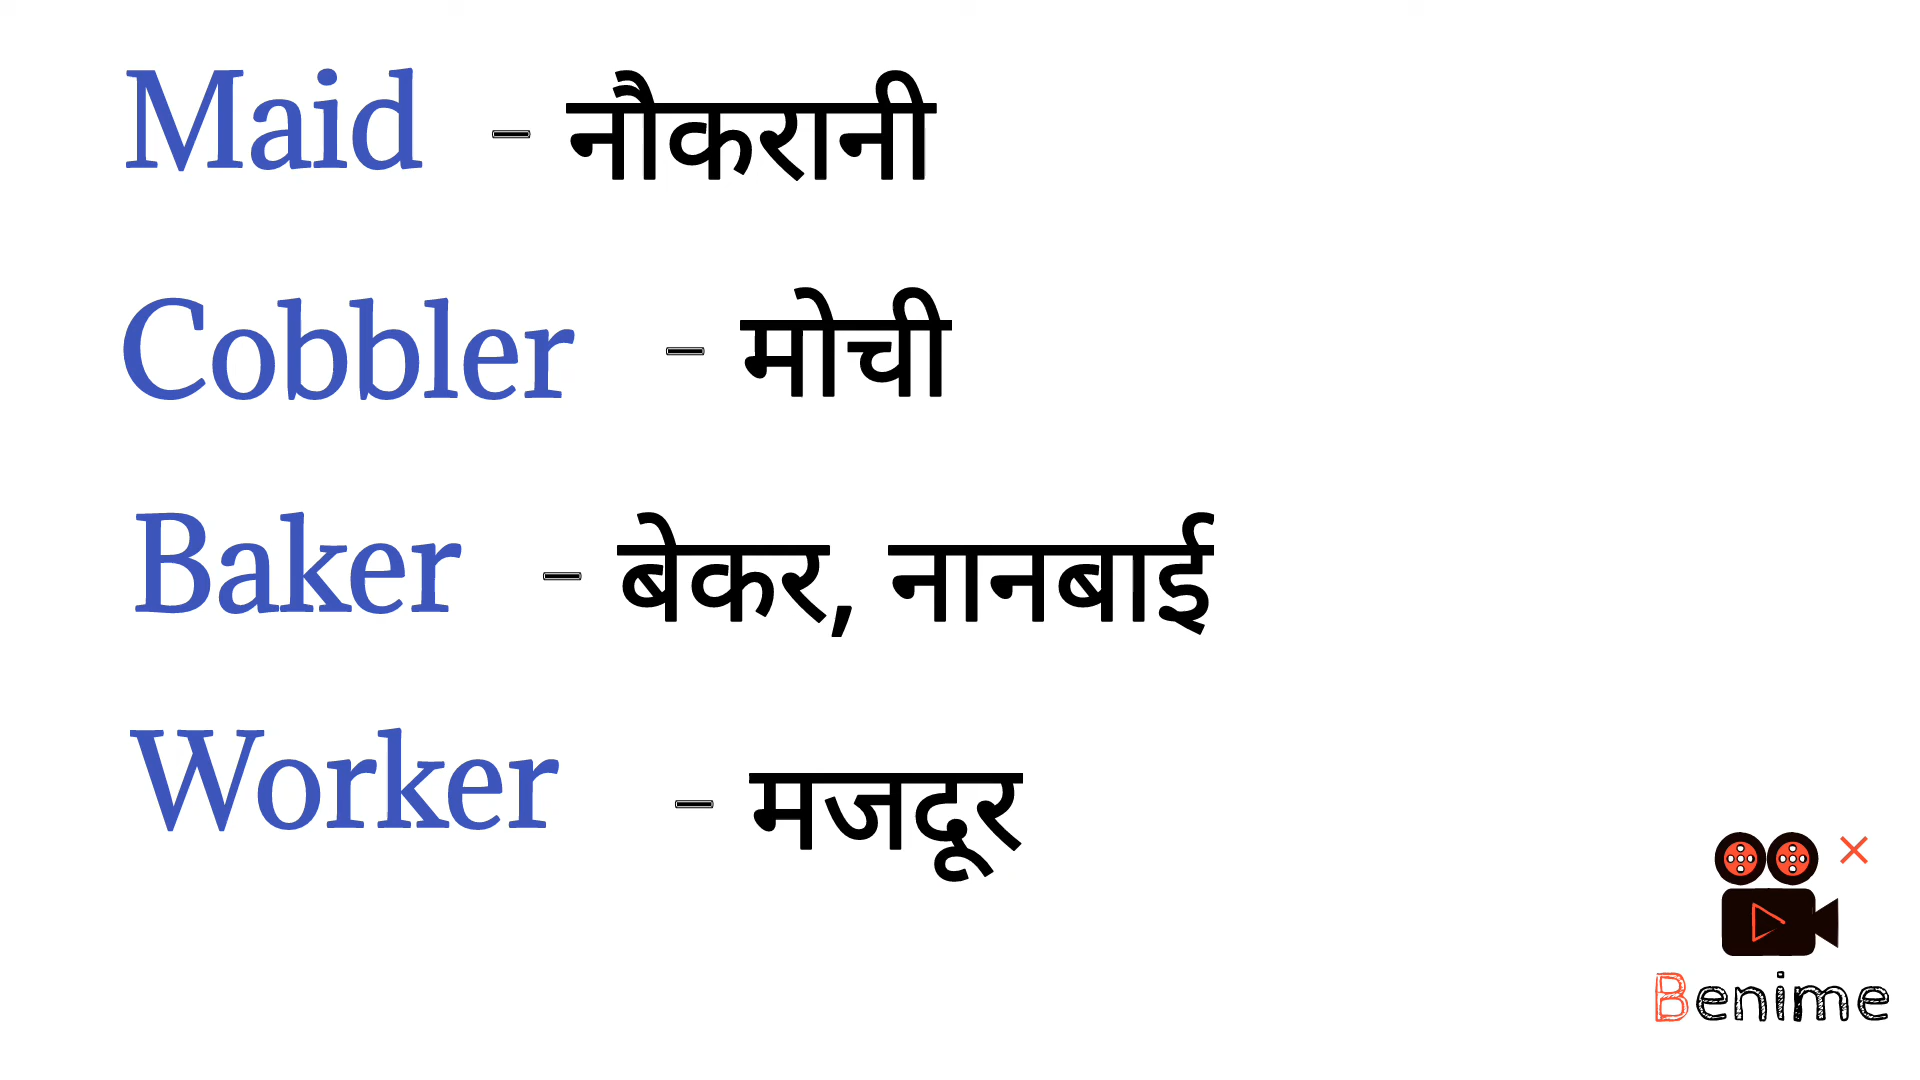 Maid - नौकरानी
Cobbler - मोची
Baker - बेकर, नानबाई
Worker - मजदूर
Benime